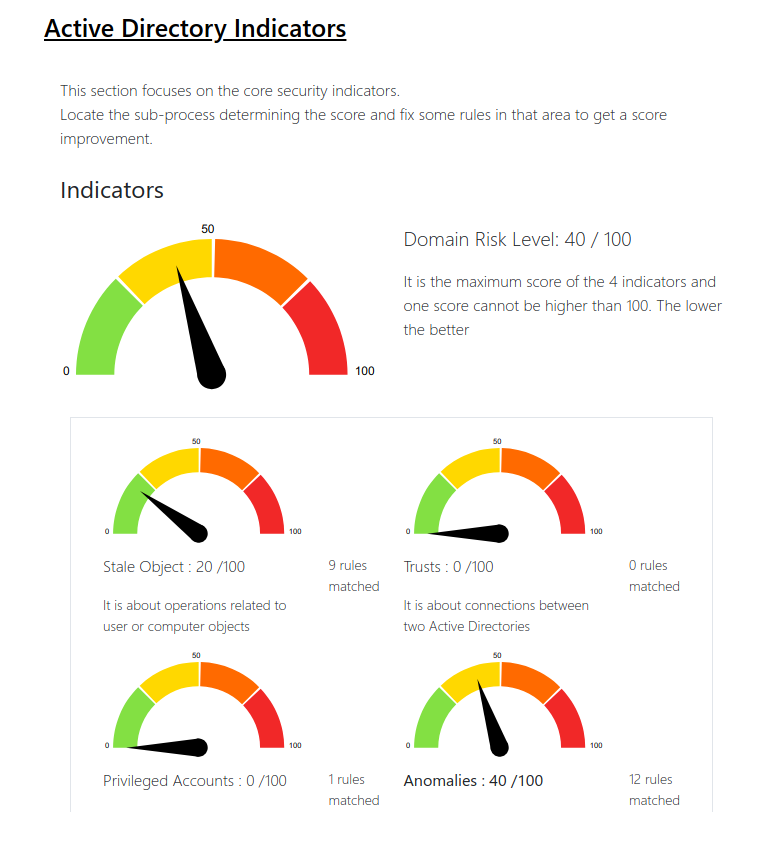 Active Directory Indicators
This section focuses on the core security indicators.
Locate the sub-process determining the score and fix some rules in that area to get a score
improvement.
Indicators
50
0
100
Domain Risk Level: 40 / 100
It is the maximum score of the 4 indicators and
one score cannot be higher than 100. The lower
the better
50
0
100
Stale Object : 20 /100
9 rules
matched
It is about operations related to
user or computer objects
50
0
100
Trusts : 0 /100
0 rules
matched
It is about connections between
two Active Directories
50
0
100
Privileged Accounts : 0 /100
1 rules
matched
50
0
100
Anomalies : 40 /100
12 rules
matched